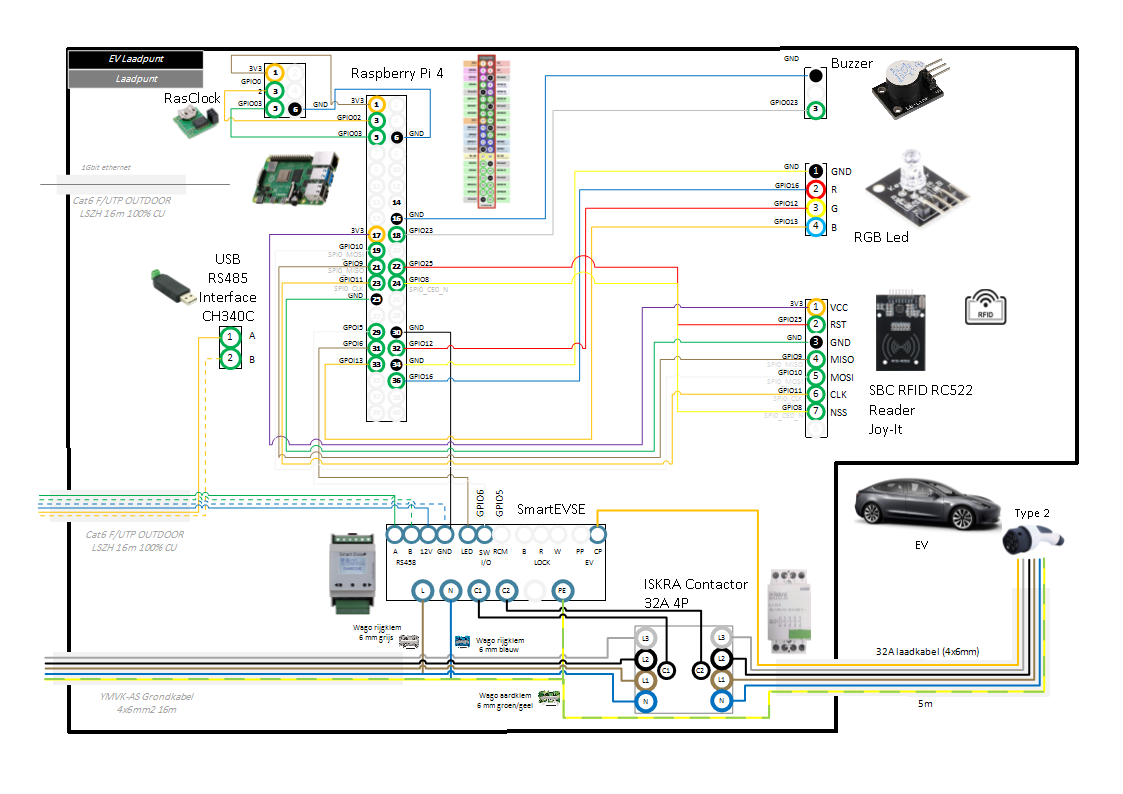 EV Laadpunt
Laadpunt
RasClock
3V3
GPIO0
2
GPIO03
GND
1
3
5
6
Raspberry Pi 4
3V3
GPIO02
GPIO03
GND
1
3
5
6
14
16
GND
3V3
17
18
GPIO23
GPIO10
SPI0_MOSI
19
GPIO9
SPI0_MISO
21
22
GPIO25
GPIO11
SPI0_CLK
23
24
GPIO8
SPI0_CE0_N
GND
25
GPOI5
29
30
GND
GPOI6
31
32
GPIO12
GPOI13
33
34
GND
36
GPIO16
1Gbit ethernet
Cat6 F/UTP OUTDOOR
LSZH 16m 100% CU
USB
RS485
Interface
CH340C
1
A
2
B
GND
Buzzer
GPIO023
3
GND
1
GND
GPIO16
2
R
GPIO12
3
G
GPIO13
4
B
RGB Led
3V3
1
VCC
GPIO25
2
RST
GND
3
GND
GPIO9
4
MISO
GPIO10
5
MOSI
GPIO11
6
CLK
GPIO8
7
NSS
RFID
SBC RFID RC522
Reader
Joy-It
Cat6 F/UTP OUTDOOR
LSZH 16m 100% CU
GPIO6
GPIO5
SmartEVSE
A
B
12V
GND
LED
SW
RCM
B
R
W
PP
CP
RS458
I/O
LOCK
EV
L
N
C1
C2
PE
EV
Type 2
ISKRA Contactor
32A 4P
L3
L2
L1
N
C1
C2
L3
L2
L1
N
Wago rijgklem
6 mm grijs
Wago rijgklem
6 mm blauw
Wago aardklem
6 mm groen/geel
32A laadkabel (4x6mm)
5m
YMVK-AS Grondkabel
4x6mm2 16m